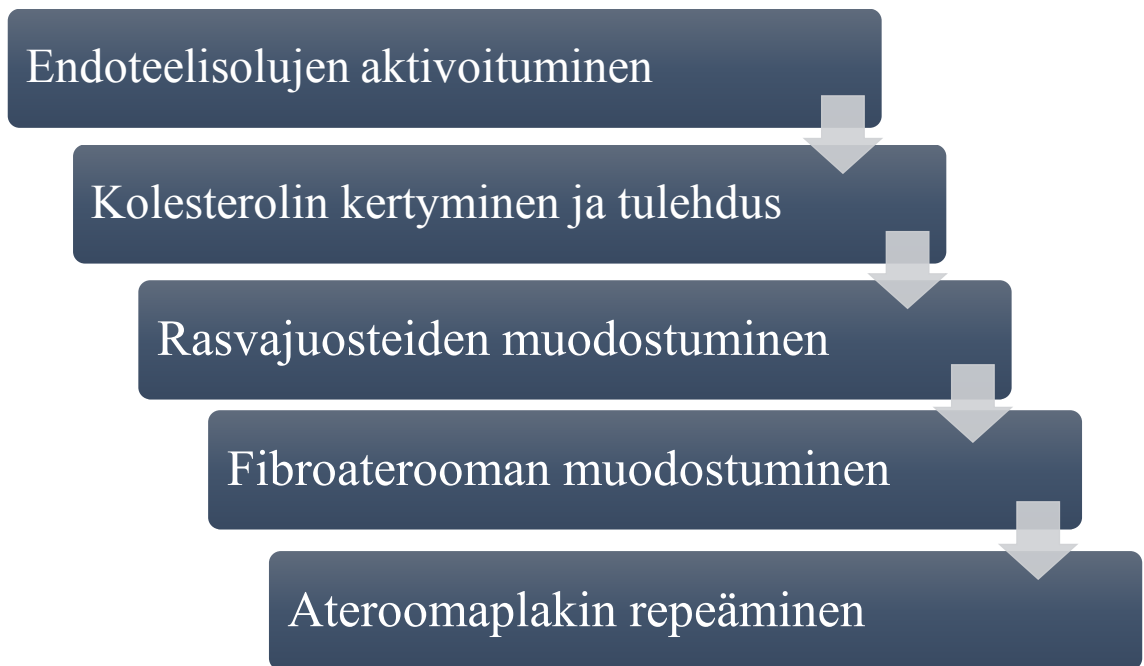 Endoteelisolujen aktivoituminen
Kolesterolin kertyminen ja tulehdus
Rasvajuosteiden muodostuminen
Fibroaterooman muodostuminen
Ateroomaplakin repeäminen